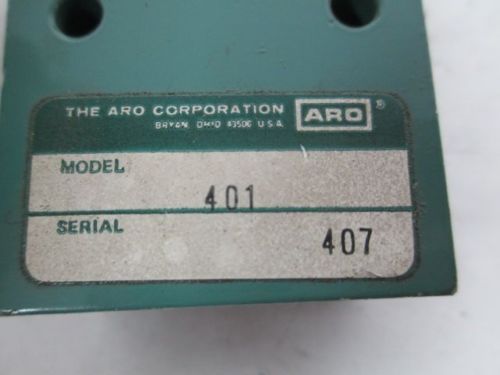 THE ARO CORPORATION ARO ®
BRYAN, OHIO 43506 U.S.A.
MODEL
401
SERIAL
407